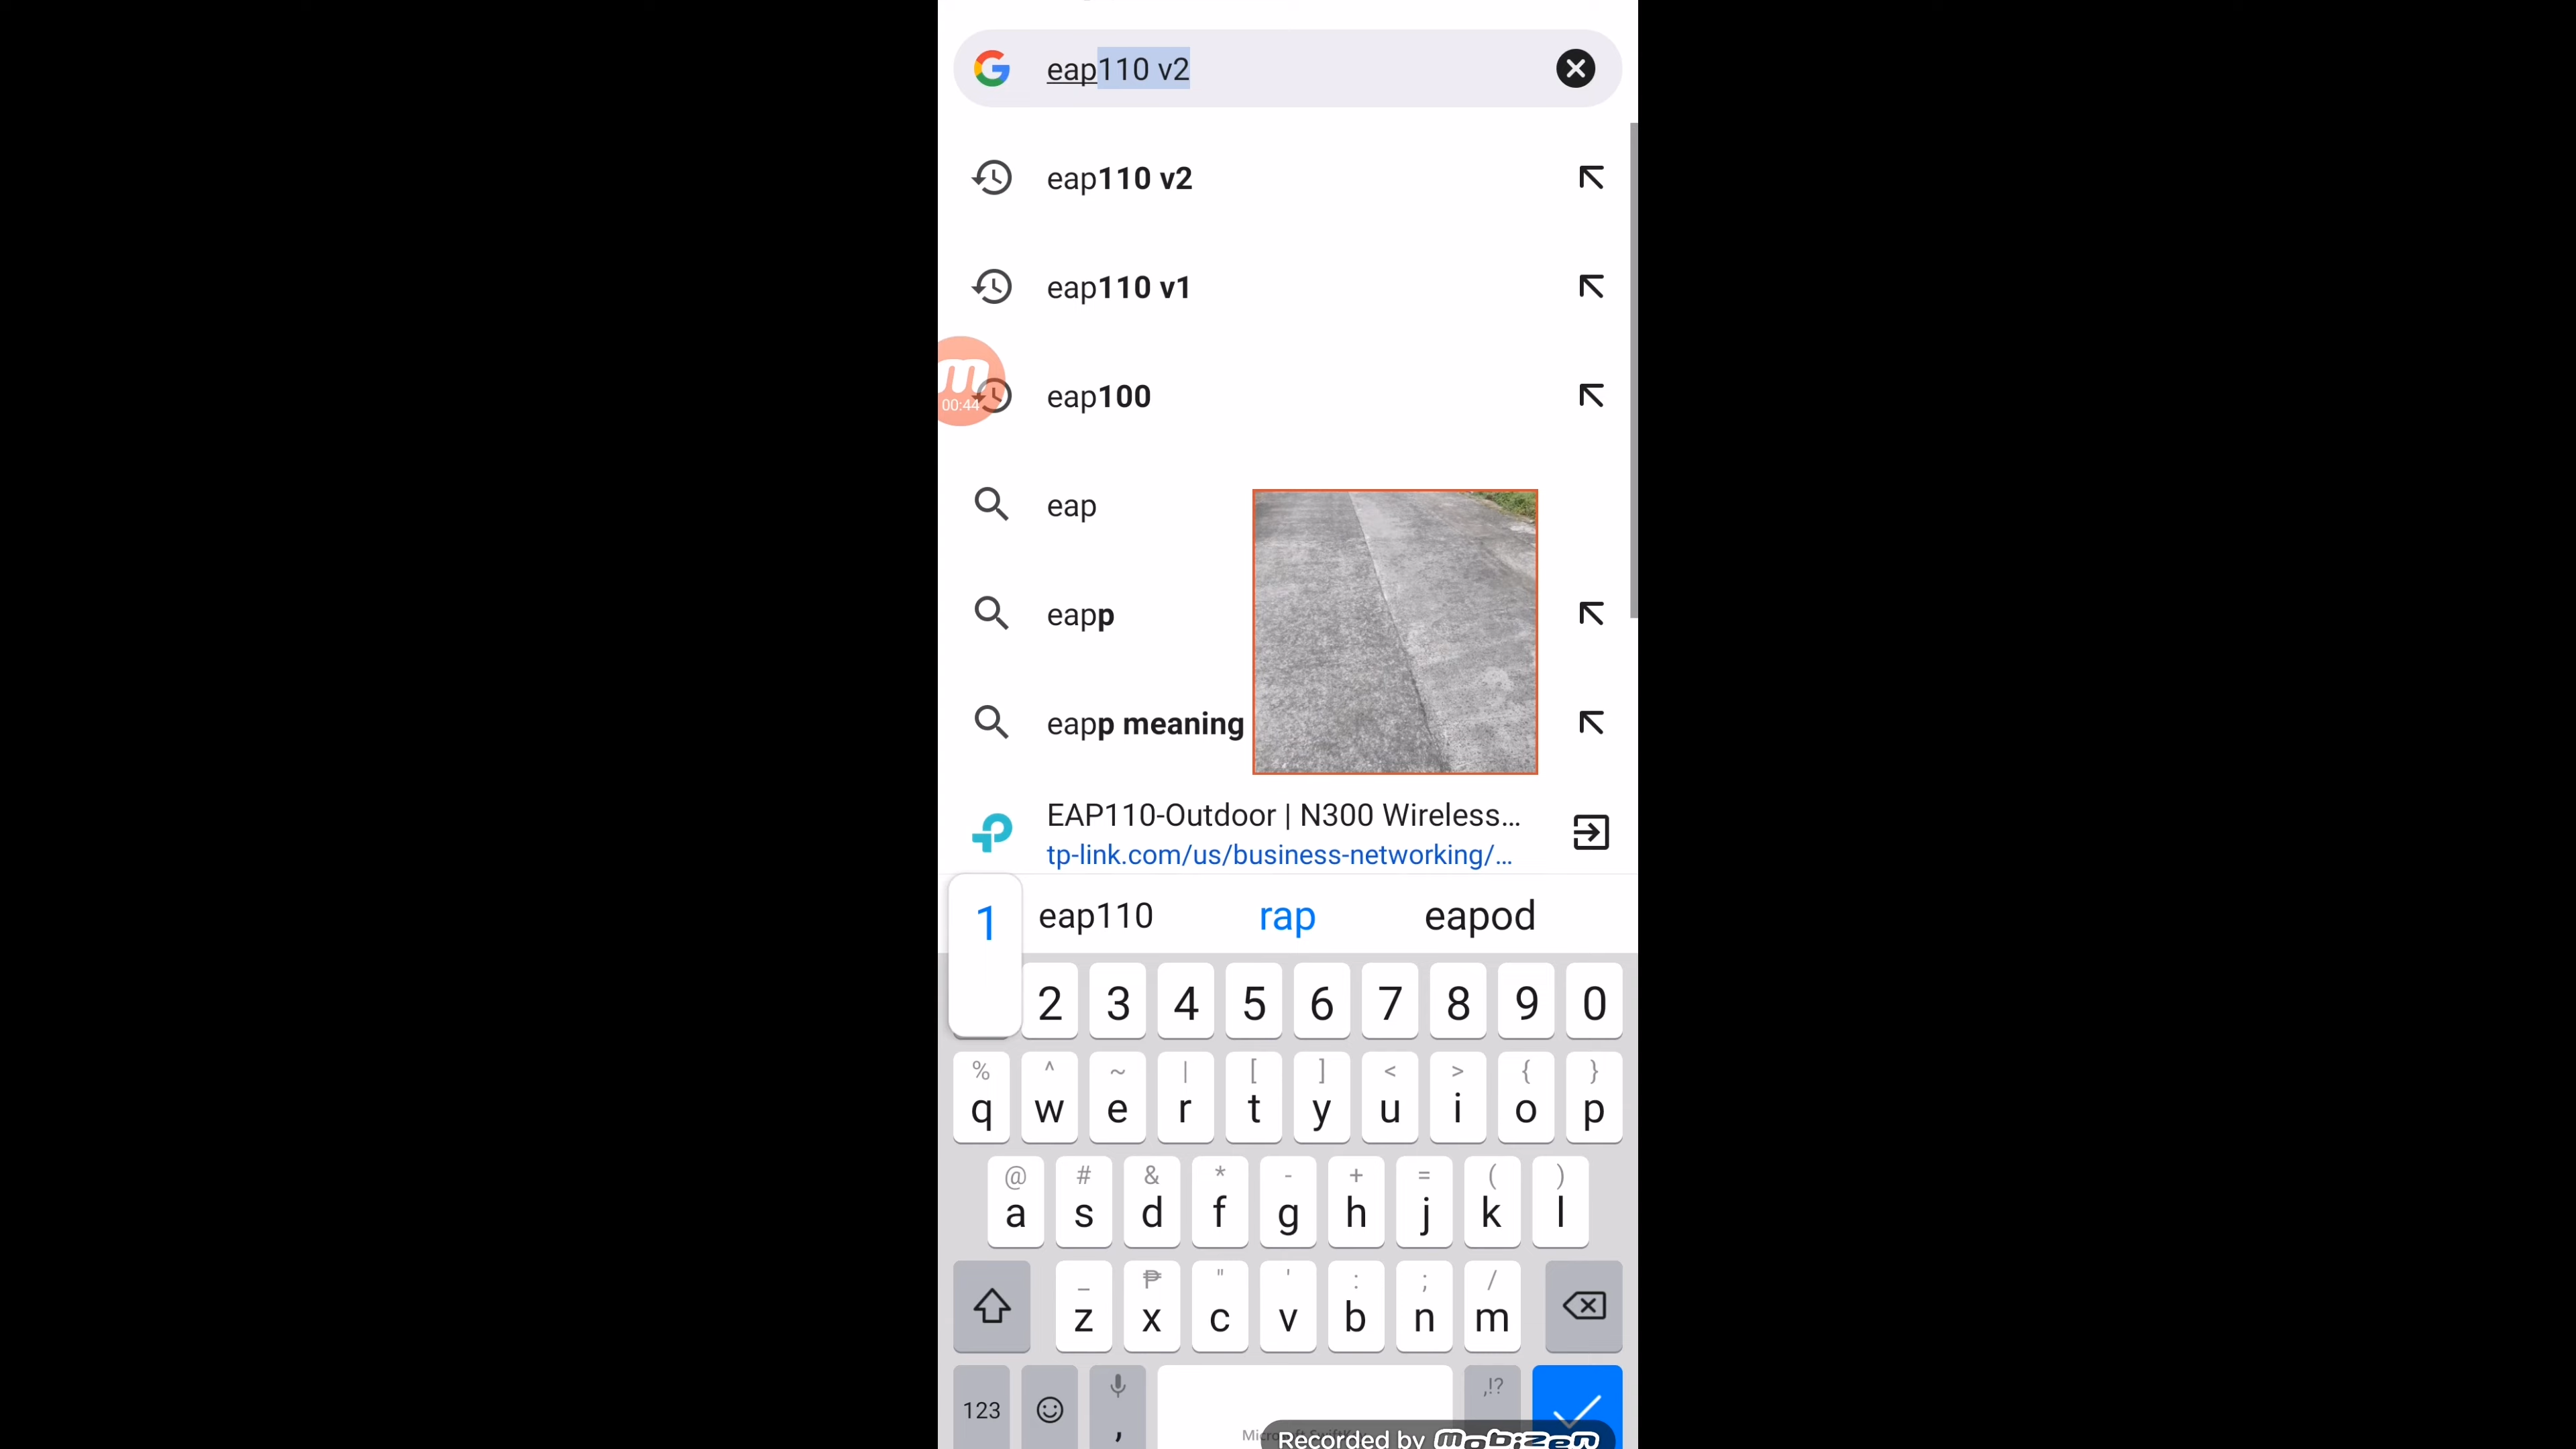 eap110 v2
eap110 v2
eap110 v1
eap100
00:44
eap
eapp
eapp meaning
EAP110-Outdoor | N300 Wireless...
tp-link.com/us/business-networking/...
1 eap110 rap eapod
2 3 4 5 6 7 8 9 0
% ^ ~ | [ ] < > { }
q w e r t y u i o p
@ # & * - + = ( )
a s d f g h j k l
_ ₱ " ' : ; /
z x c v b n m
,!?
123 ,
Recorded by mobizen